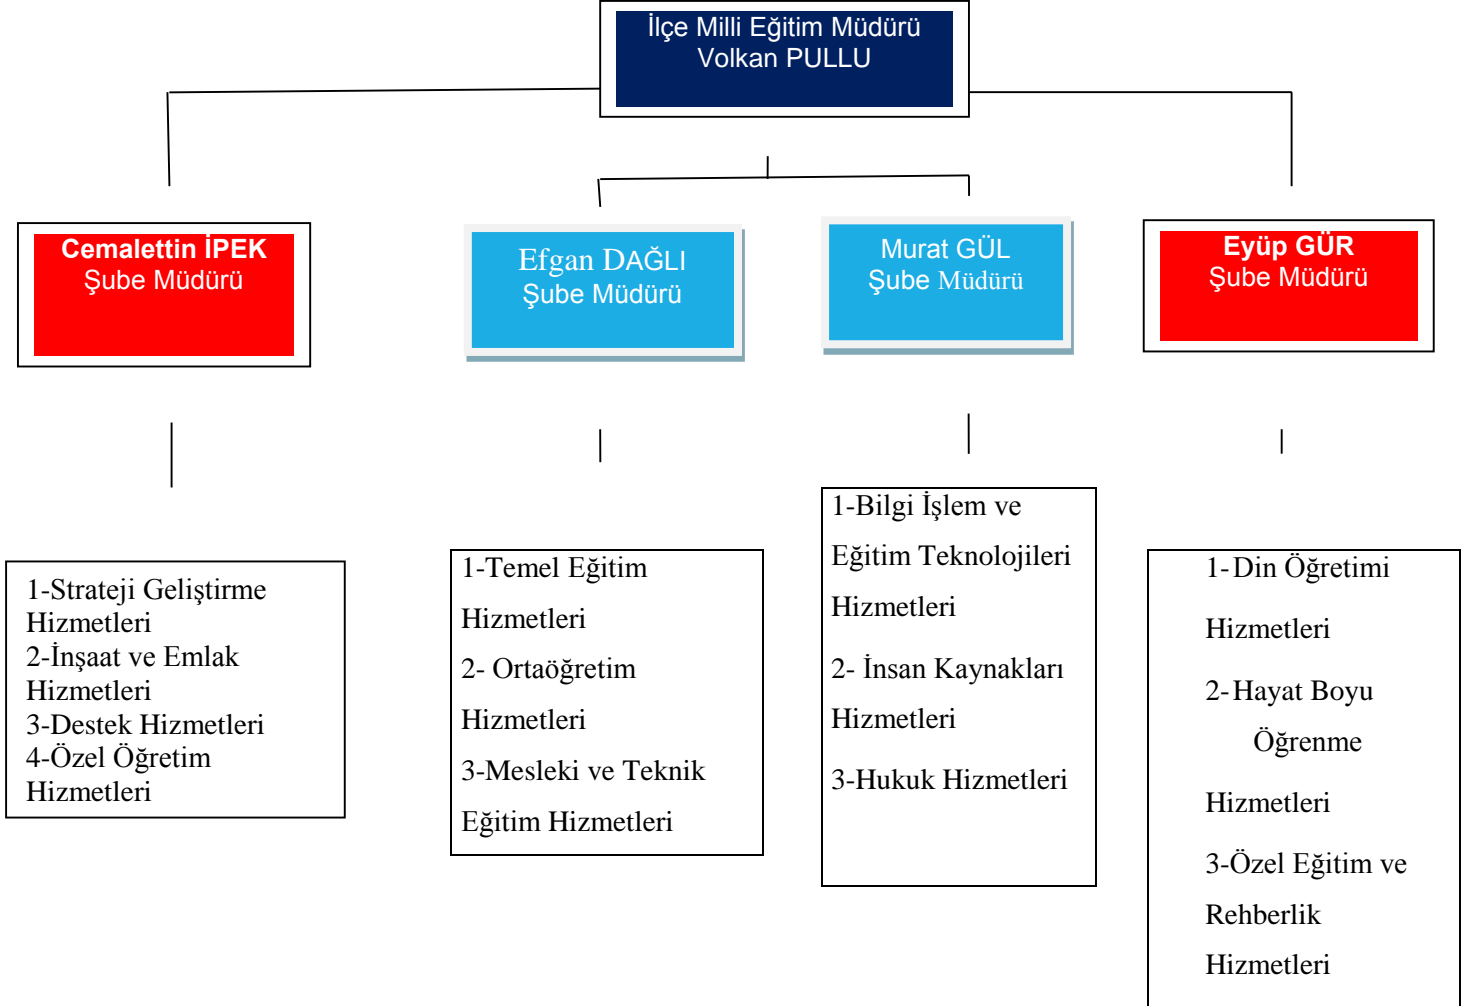 İlçe Milli Eğitim Müdürü
Volkan PULLU
Cemalettin İPEK
Şube Müdürü
Efgan DAĞLI
Şube Müdürü
Murat GÜL
Şube Müdürü
Eyüp GÜR
Şube Müdürü
1-Strateji Geliştirme
Hizmetleri
2-İnşaat ve Emlak
Hizmetleri
3-Destek Hizmetleri
4-Özel Öğretim
Hizmetleri
1-Temel Eğitim
Hizmetleri
2- Ortaöğretim
Hizmetleri
3-Mesleki ve Teknik
Eğitim Hizmetleri
1-Bilgi İşlem ve
Eğitim Teknolojileri
Hizmetleri
2- İnsan Kaynakları
Hizmetleri
3-Hukuk Hizmetleri
1-Din Öğretimi
Hizmetleri
2-Hayat Boyu
Öğrenme
Hizmetleri
3-Özel Eğitim ve
Rehberlik
Hizmetleri